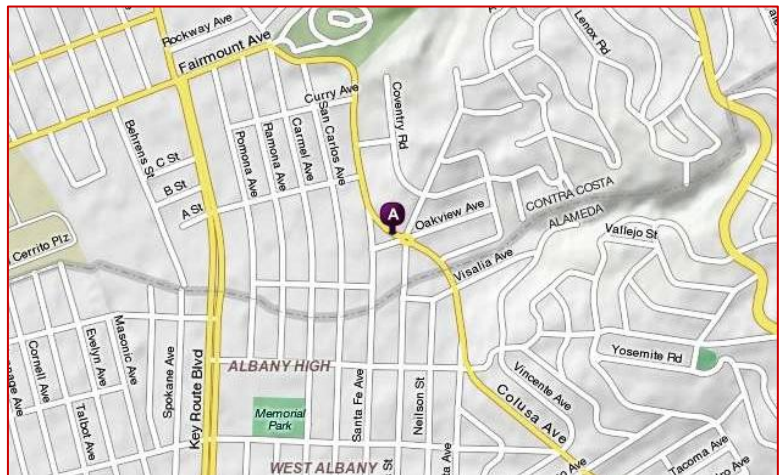 Rockway Ave
Lenox Rd
Fairmount Ave
Curry Ave
Coventry Rd
Behrens St
C St
B St
A St
Pomona Ave
Ramona Ave
Carmel Ave
San Carlos Ave
CONTRA COSTA
ALAMEDA
A
Oakview Ave
Cerrito Plz
Vallejo St
Visalia Ave
Yosemite Rd
Cornell Ave
Evelyn Ave
Masonic Ave
Talbot Ave
Spokane Ave
Key Route Blvd
ALBANY HIGH
Memorial
Park
Santa Fe Ave
Neilson St
Colusa Ave
Vincente Ave
Tacoma Ave
WEST ALBANY
St
Ave